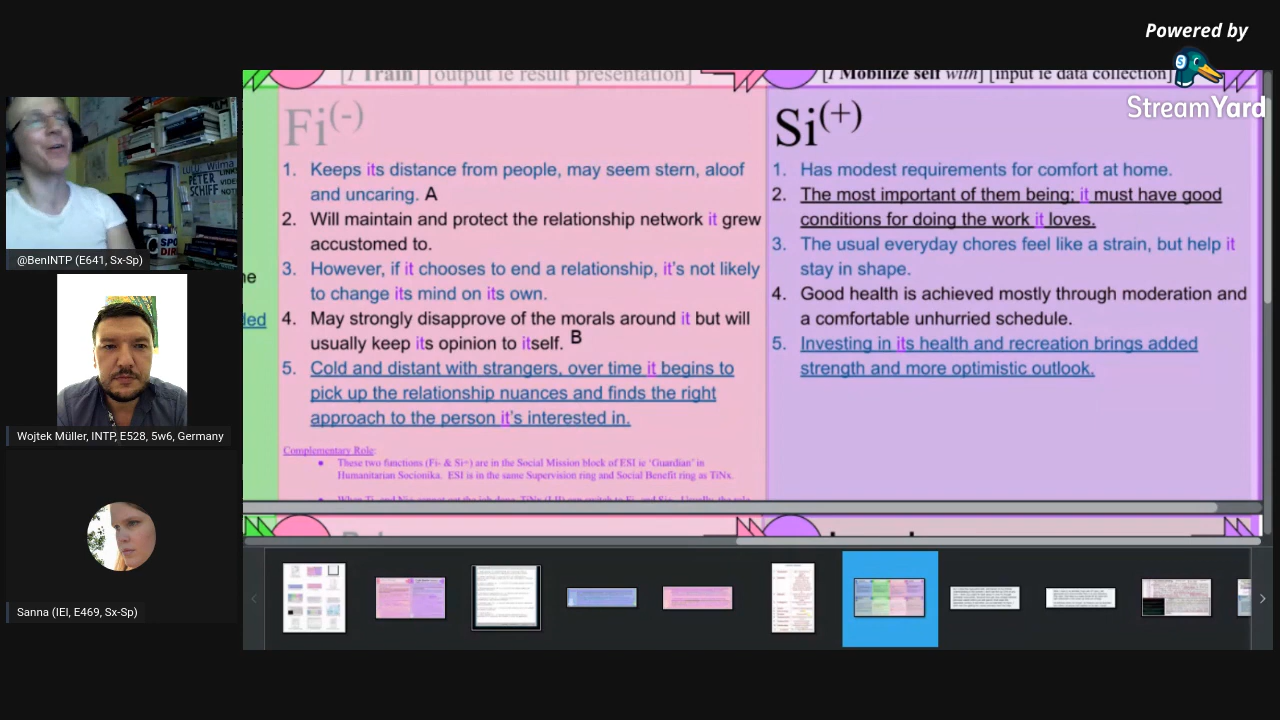 Powered by
StreamYard
[I Train] [output ie result presentation]
[I Mobilize self with] [input ie data collection]
Fi(-)
1. Keeps its distance from people, may seem stern, aloof
and uncaring. A
2. Will maintain and protect the relationship network it grew
accustomed to.
3. However, if it chooses to end a relationship, it's not likely
to change its mind on its own.
4. May strongly disapprove of the morals around it but will
usually keep its opinion to itself. B
5. Cold and distant with strangers, over time it begins to
pick up the relationship nuances and finds the right
approach to the person it's interested in.
Complementary Role:
• These two functions (Fi- & Si+) are in the Social Mission block of ESI ie 'Guardian' in
Humanitarian Socionika. ESI is in the same Supervision ring and Social Benefit ring as TiNx.
Si(+)
1. Has modest requirements for comfort at home.
2. The most important of them being; it must have good
conditions for doing the work it loves.
3. The usual everyday chores feel like a strain, but help it
stay in shape.
4. Good health is achieved mostly through moderation and
a comfortable unhurried schedule.
5. Investing in its health and recreation brings added
strength and more optimistic outlook.
PETER
SCHIFF
@BenINTP (E641, Sx-Sp)
Wojtek Müller, INTP, E528, 5w6, Germany
Sanna (IEI, E469, Sx-Sp)